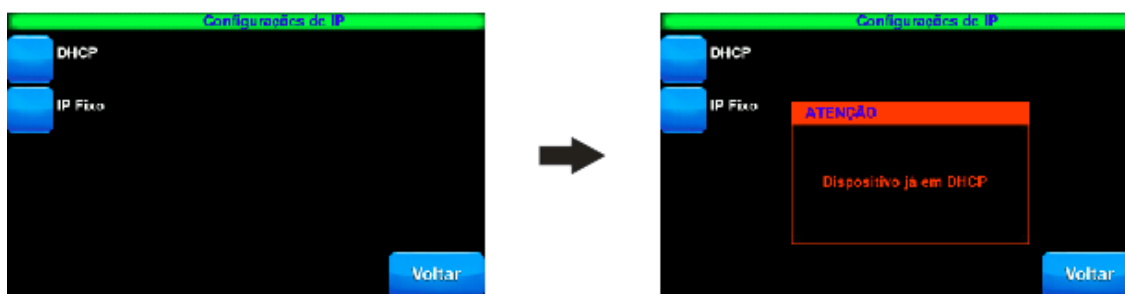 Configurações de IP
DHCP
IP Fixo
Voltar
Configurações de IP
DHCP
IP Fixo
ATENÇÃO
Dispositivo já em DHCP
Voltar